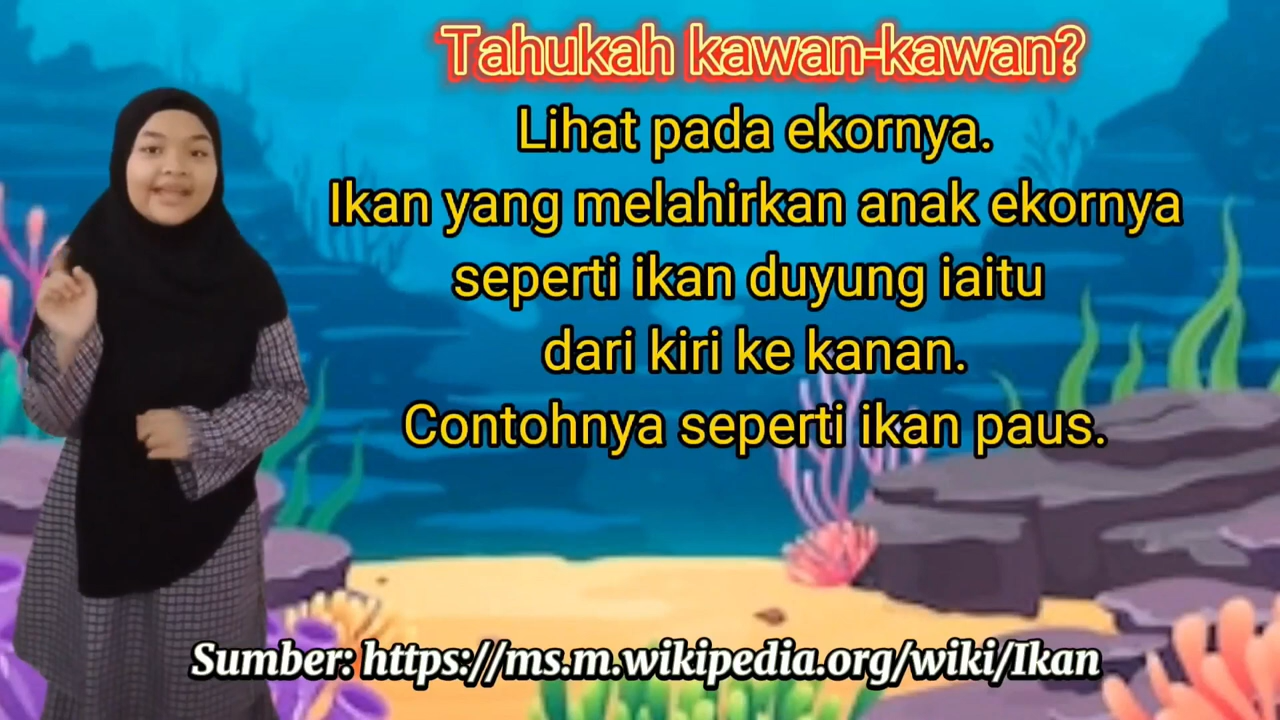 Tahukah kawan-kawan?
Lihat pada ekornya.
Ikan yang melahirkan anak ekornya
seperti ikan duyung iaitu
dari kiri ke kanan.
Contohnya seperti ikan paus.
Sumber: https://ms.m.wikipedia.org/wiki/Ikan